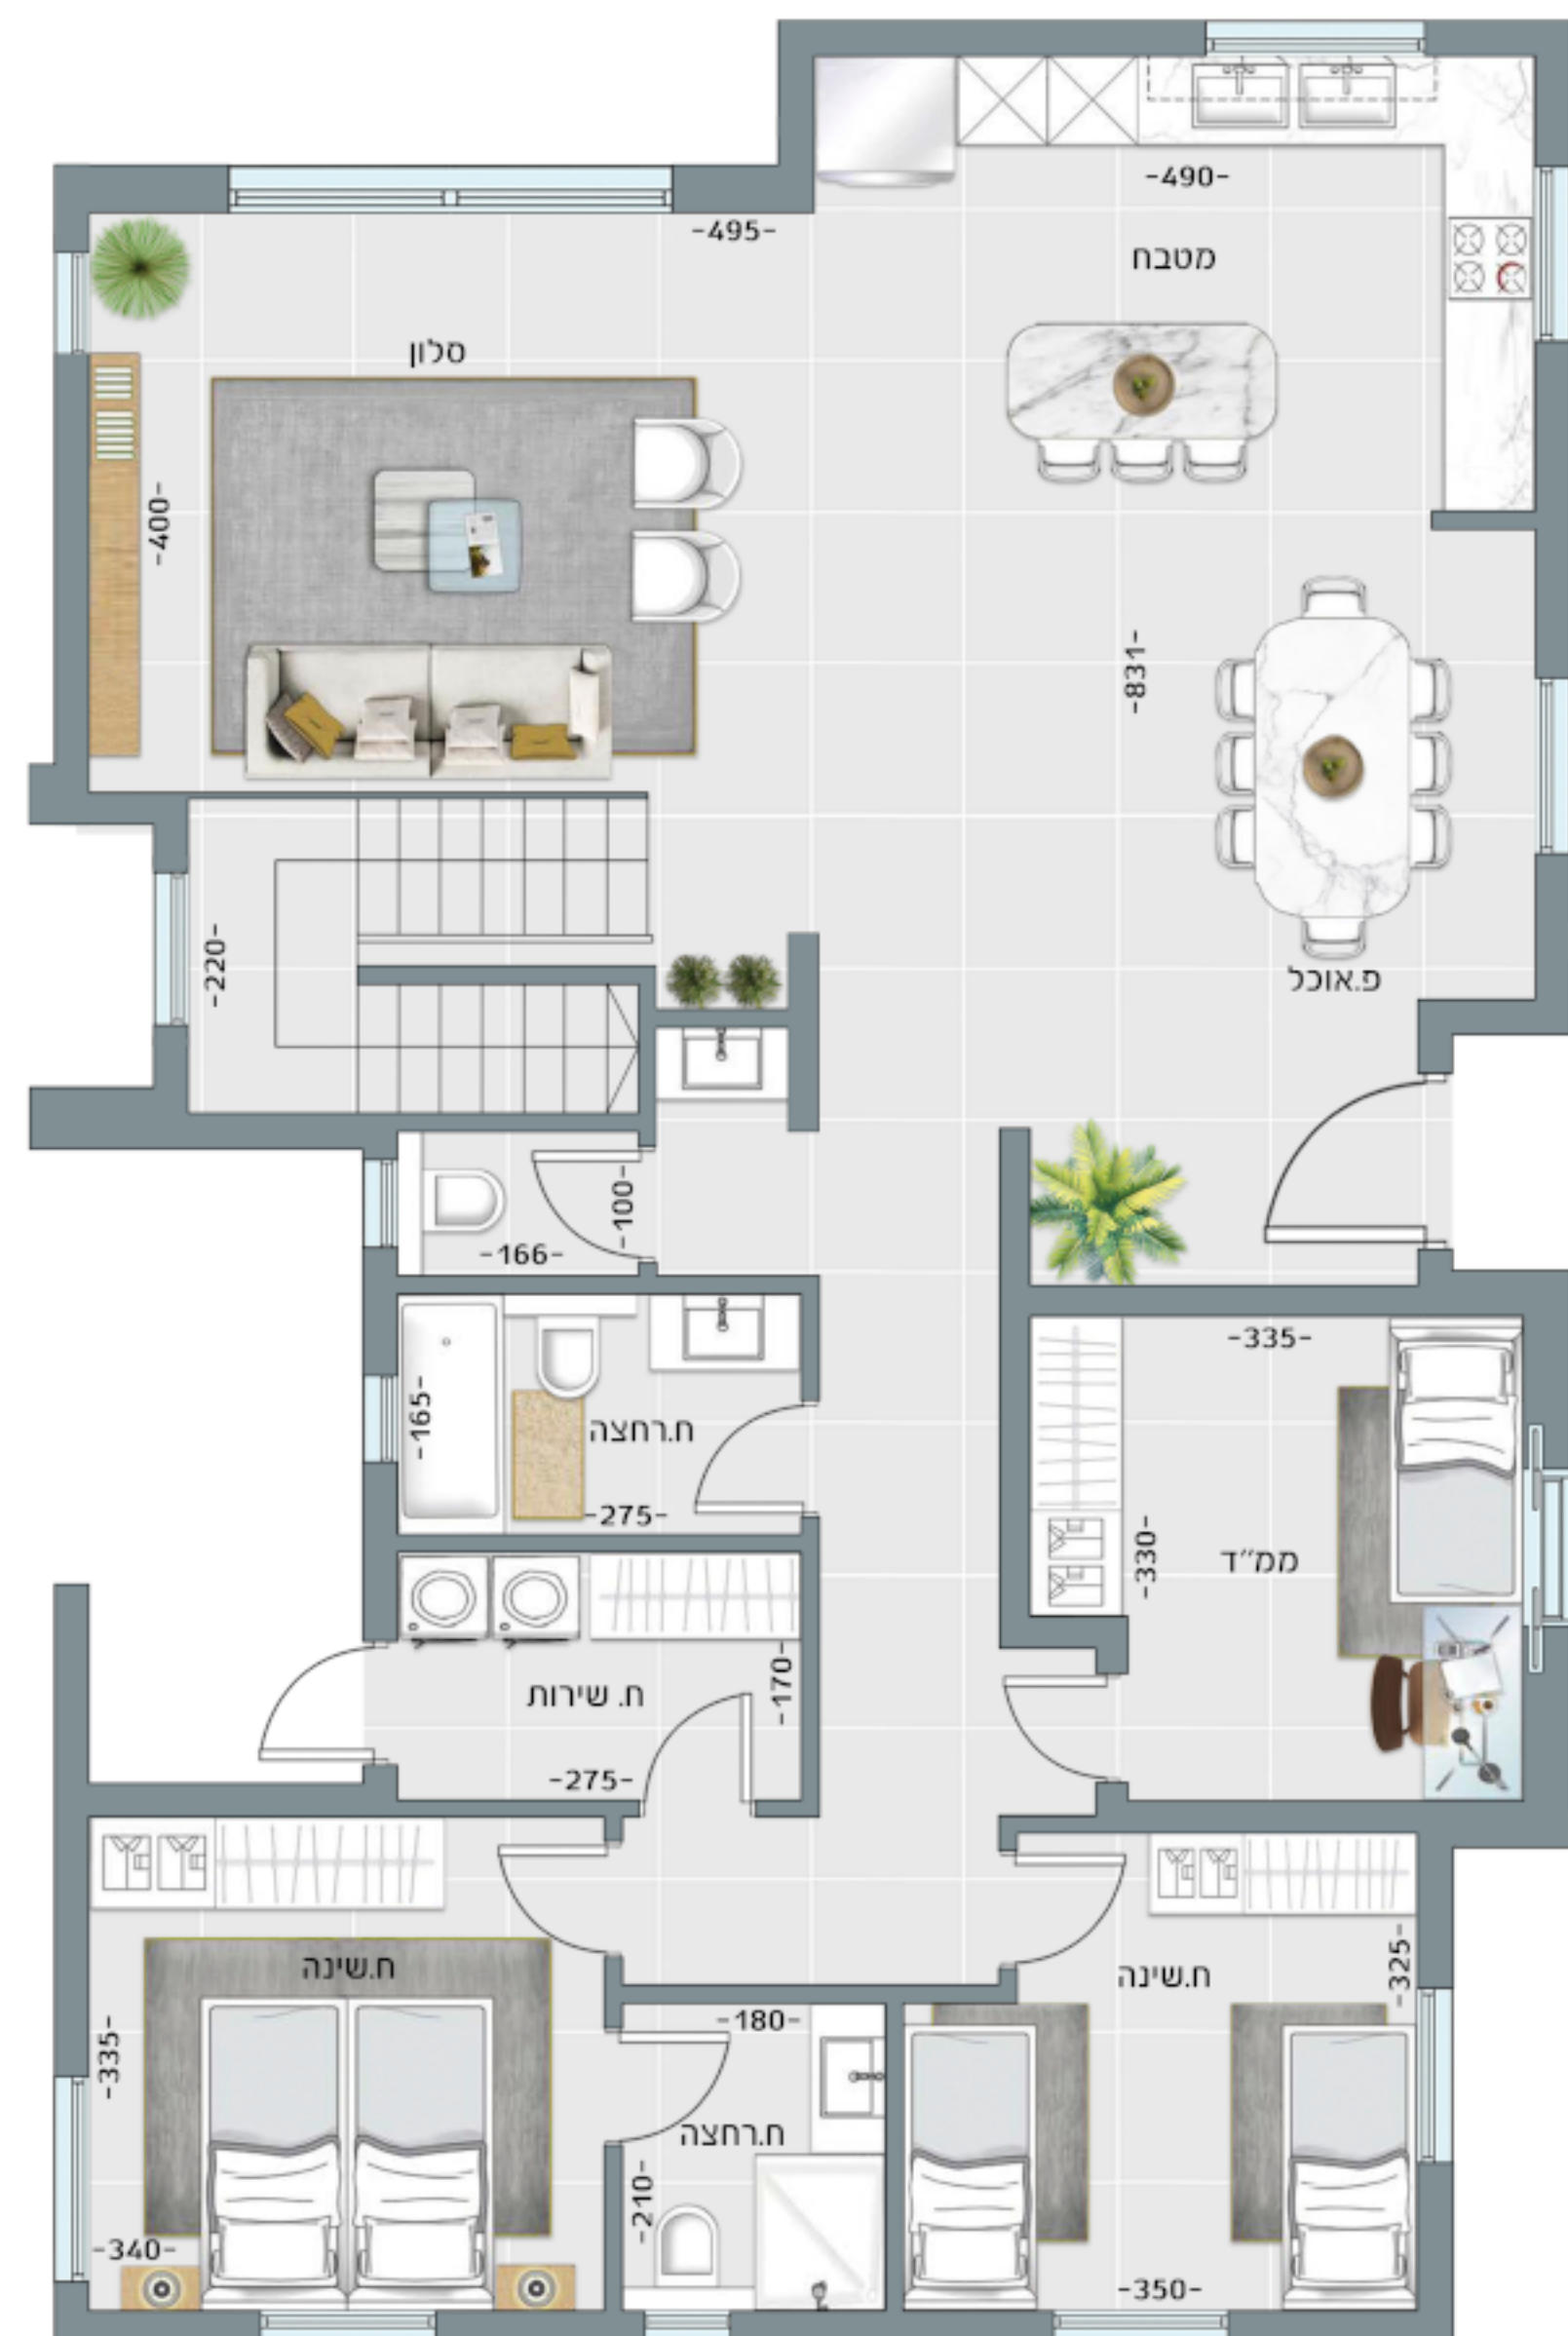 -490-
-495-
מטבח
סלון
-400-
-831-
פ.אוכל
-220-
-100-
-166-
-335-
-165-
ח.רחצה
-275-
-330-
ממ״ד
-170-
ח. שירות
-275-
ח.שינה
ח.שינה
-325-
-335-
-180-
ח.רחצה
-210-
-340-
-350-